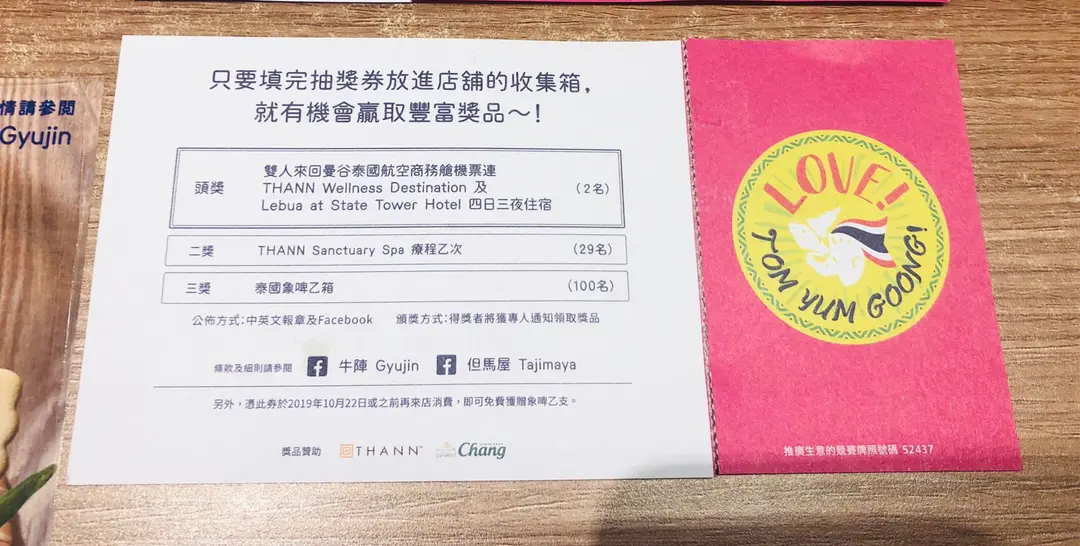 情請參閱
Gyujin
只要填完抽獎券放進店舖的收集箱,
就有機會贏取豐富獎品～!
頭獎
雙人來回曼谷泰國航空商務艙機票連
THANN Wellness Destination 及
Lebua at State Tower Hotel 四日三夜住宿
(2名)
二獎 THANN Sanctuary Spa 療程乙次 (29名)
三獎 泰國象啤乙箱 (100名)
公佈方式:中英文報章及Facebook 頒獎方式:得獎者將獲專人通知領取獎品
條款及細則請參閱 牛陣 Gyujin 但馬屋 Tajimaya
另外，憑此券於2019年10月22日或之前再來店消費，即可免費獲贈象啤乙支。
獎品贊助 THANN™ Chang
LOVE!
TOM YUM GOONG!
推廣生意的競賽牌照號碼 52437